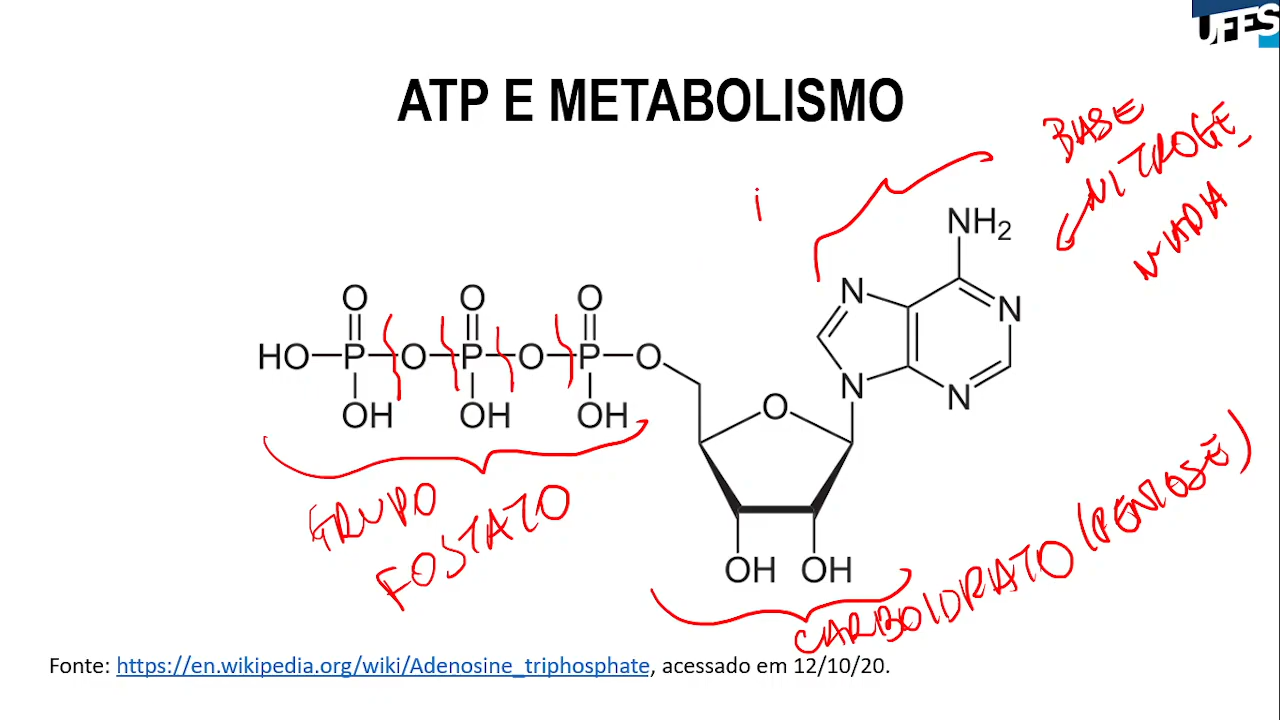 UFES
ATP E METABOLISMO
BASE
NITROGE
NADA
i
NH2
N
N
N
N
O
O
O
HO P O P O P O
OH
OH
OH
O
OH
OH
GRUPO
FOSFATO
CARBOIDRATO (PENTOSE)
Fonte: https://en.wikipedia.org/wiki/Adenosine_triphosphate, acessado em 12/10/20.